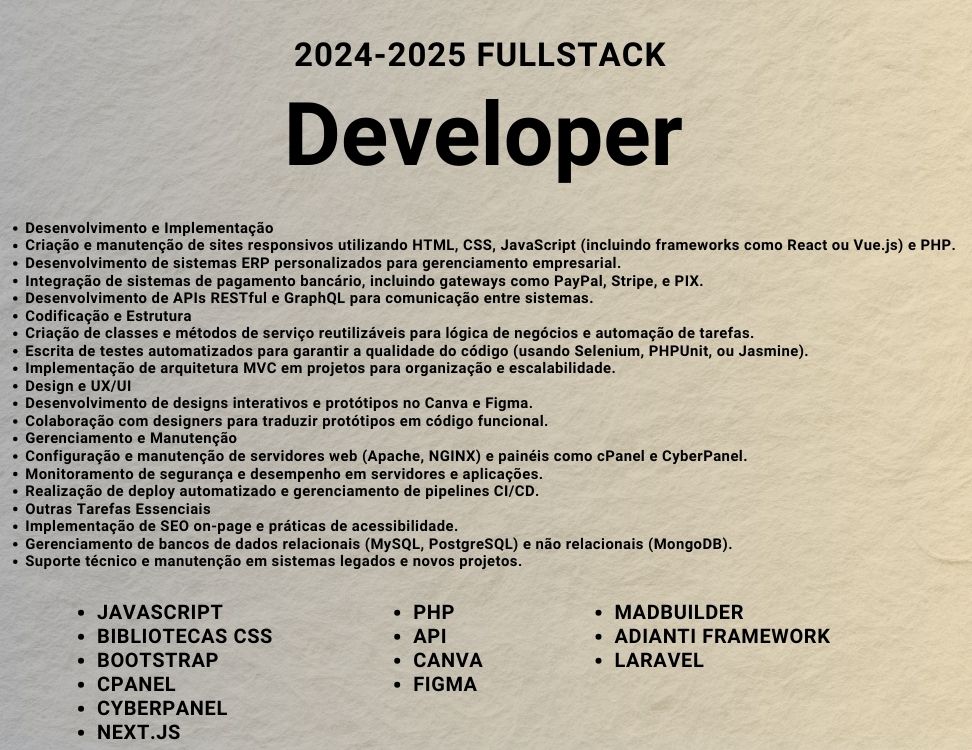 2024-2025 FULLSTACK
Developer
• Desenvolvimento e Implementação
• Criação e manutenção de sites responsivos utilizando HTML, CSS, JavaScript (incluindo frameworks como React ou Vue.js) e PHP.
• Desenvolvimento de sistemas ERP personalizados para gerenciamento empresarial.
• Integração de sistemas de pagamento bancário, incluindo gateways como PayPal, Stripe, e PIX.
• Desenvolvimento de APIs RESTful e GraphQL para comunicação entre sistemas.
• Codificação e Estrutura
• Criação de classes e métodos de serviço reutilizáveis para lógica de negócios e automação de tarefas.
• Escrita de testes automatizados para garantir a qualidade do código (usando Selenium, PHPUnit, ou Jasmine).
• Implementação de arquitetura MVC em projetos para organização e escalabilidade.
• Design e UX/UI
• Desenvolvimento de designs interativos e protótipos no Canva e Figma.
• Colaboração com designers para traduzir protótipos em código funcional.
• Gerenciamento e Manutenção
• Configuração e manutenção de servidores web (Apache, NGINX) e painéis como cPanel e CyberPanel.
• Monitoramento de segurança e desempenho em servidores e aplicações.
• Realização de deploy automatizado e gerenciamento de pipelines CI/CD.
• Outras Tarefas Essenciais
• Implementação de SEO on-page e práticas de acessibilidade.
• Gerenciamento de bancos de dados relacionais (MySQL, PostgreSQL) e não relacionais (MongoDB).
• Suporte técnico e manutenção em sistemas legados e novos projetos.
• JAVASCRIPT
• BIBLIOTECAS CSS
• BOOTSTRAP
• CPANEL
• CYBERPANEL
• NEXT.JS
• PHP
• API
• CANVA
• FIGMA
• MADBUILDER
• ADIANTI FRAMEWORK
• LARAVEL